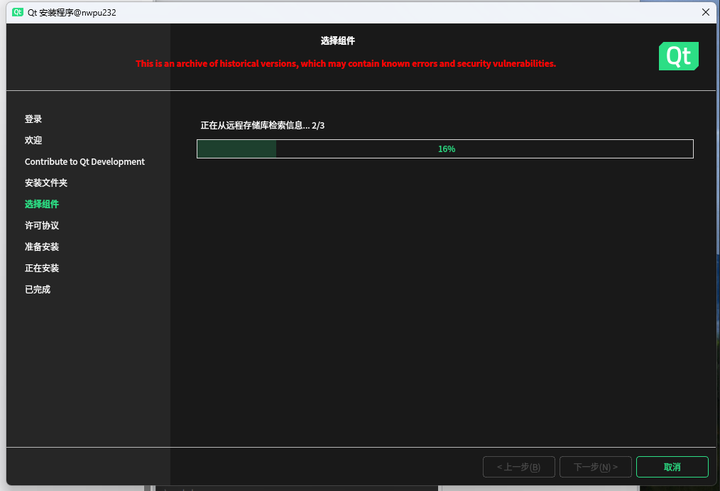 Qt Qt 安装程序@nwpu232
选择组件
This is an archive of historical versions, which may contain known errors and security vulnerabilities.
Qt
登录
欢迎
Contribute to Qt Development
安装文件夹
选择组件
许可协议
准备安装
正在安装
已完成
正在从远程存储库检索信息... 2/3
16%
< 上一步(B)
下一步(N) >
取消